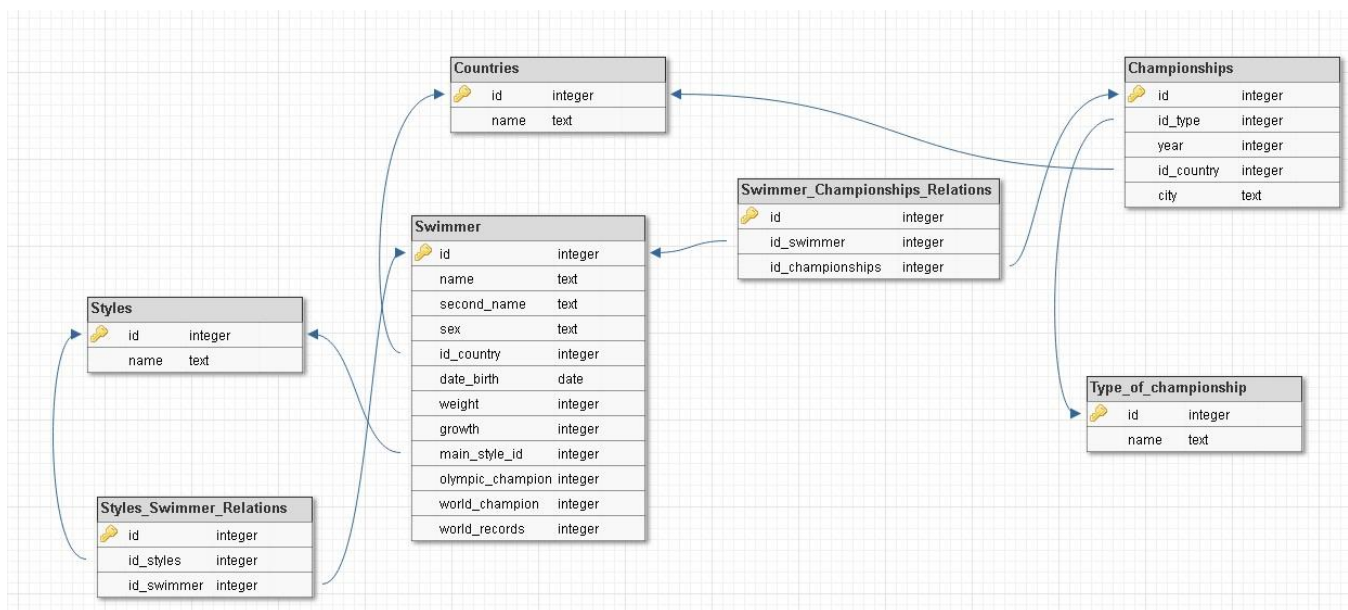 Countries
id integer
name text
Championships
id integer
id_type integer
year integer
id_country integer
city text
Swimmer_Championships_Relations
id integer
id_swimmer integer
id_championships integer
Swimmer
id integer
name text
second_name text
sex text
id_country integer
date_birth date
weight integer
growth integer
main_style_id integer
olympic_champion integer
world_champion integer
world_records integer
Styles
id integer
name text
Type_of_championship
id integer
name text
Styles_Swimmer_Relations
id integer
id_styles integer
id_swimmer integer